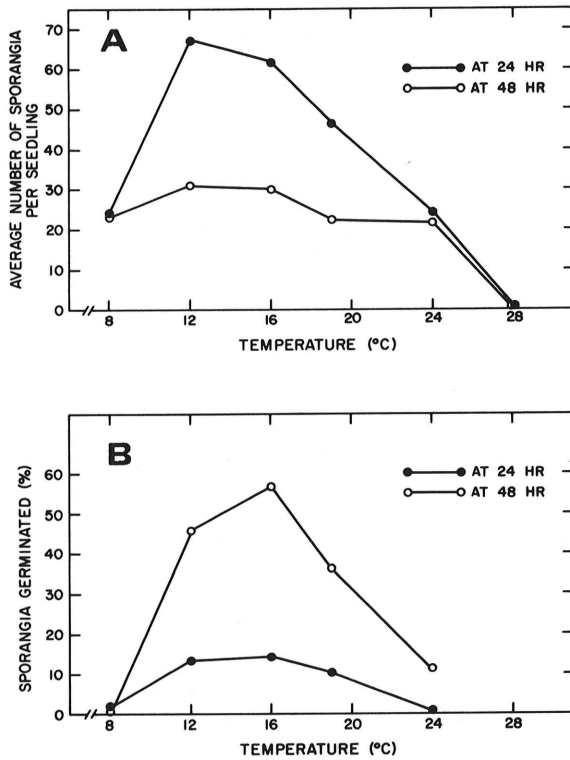 A
AT 24 HR
AT 48 HR
AVERAGE NUMBER OF SPORANGIA
PER SEEDLING
70
60
50
40
30
20
10
0
8 12 16 20 24 28
TEMPERATURE (°C)
B
AT 24 HR
AT 48 HR
SPORANGIA GERMINATED (%)
60
50
40
30
20
10
0
8 12 16 20 24 28
TEMPERATURE (°C)